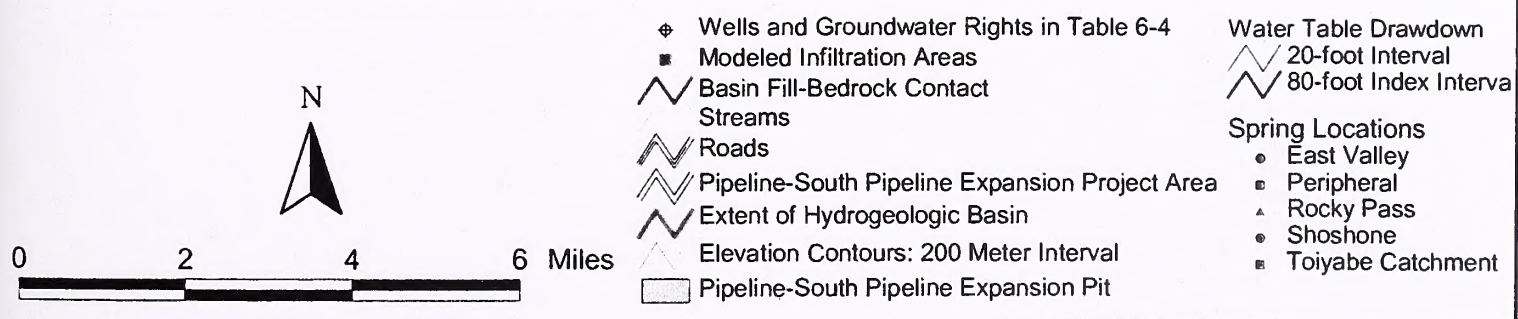 N
0 2 4 6 Miles
Wells and Groundwater Rights in Table 6-4
Modeled Infiltration Areas
Basin Fill-Bedrock Contact
Streams
Roads
Pipeline-South Pipeline Expansion Project Area
Extent of Hydrogeologic Basin
Elevation Contours: 200 Meter Interval
Pipeline-South Pipeline Expansion Pit
Water Table Drawdown
20-foot Interval
80-foot Index Interva
Spring Locations
East Valley
Peripheral
Rocky Pass
Shoshone
Toiyabe Catchment